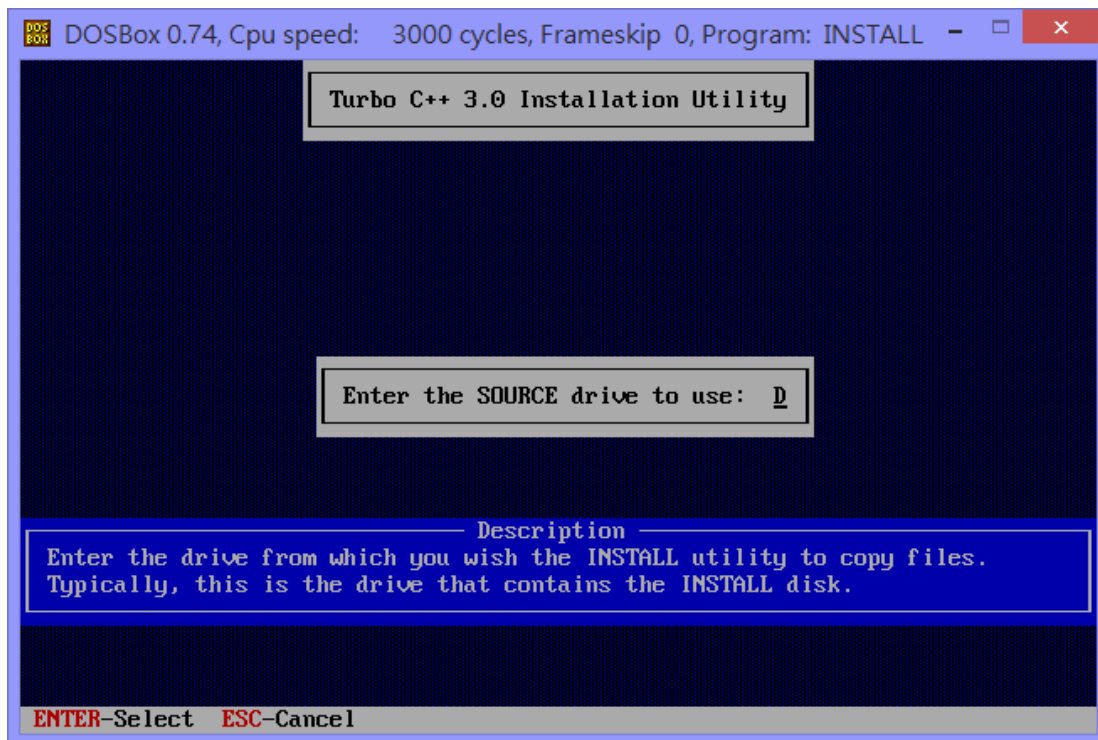 DOS
BOX
DOSBox 0.74, Cpu speed:    3000 cycles, Frameskip  0, Program:  INSTALL
Turbo C++ 3.0 Installation Utility
Enter the SOURCE drive to use:  D
Description
Enter the drive from which you wish the INSTALL utility to copy files.
Typically, this is the drive that contains the INSTALL disk.
ENTER-Select  ESC-Cancel